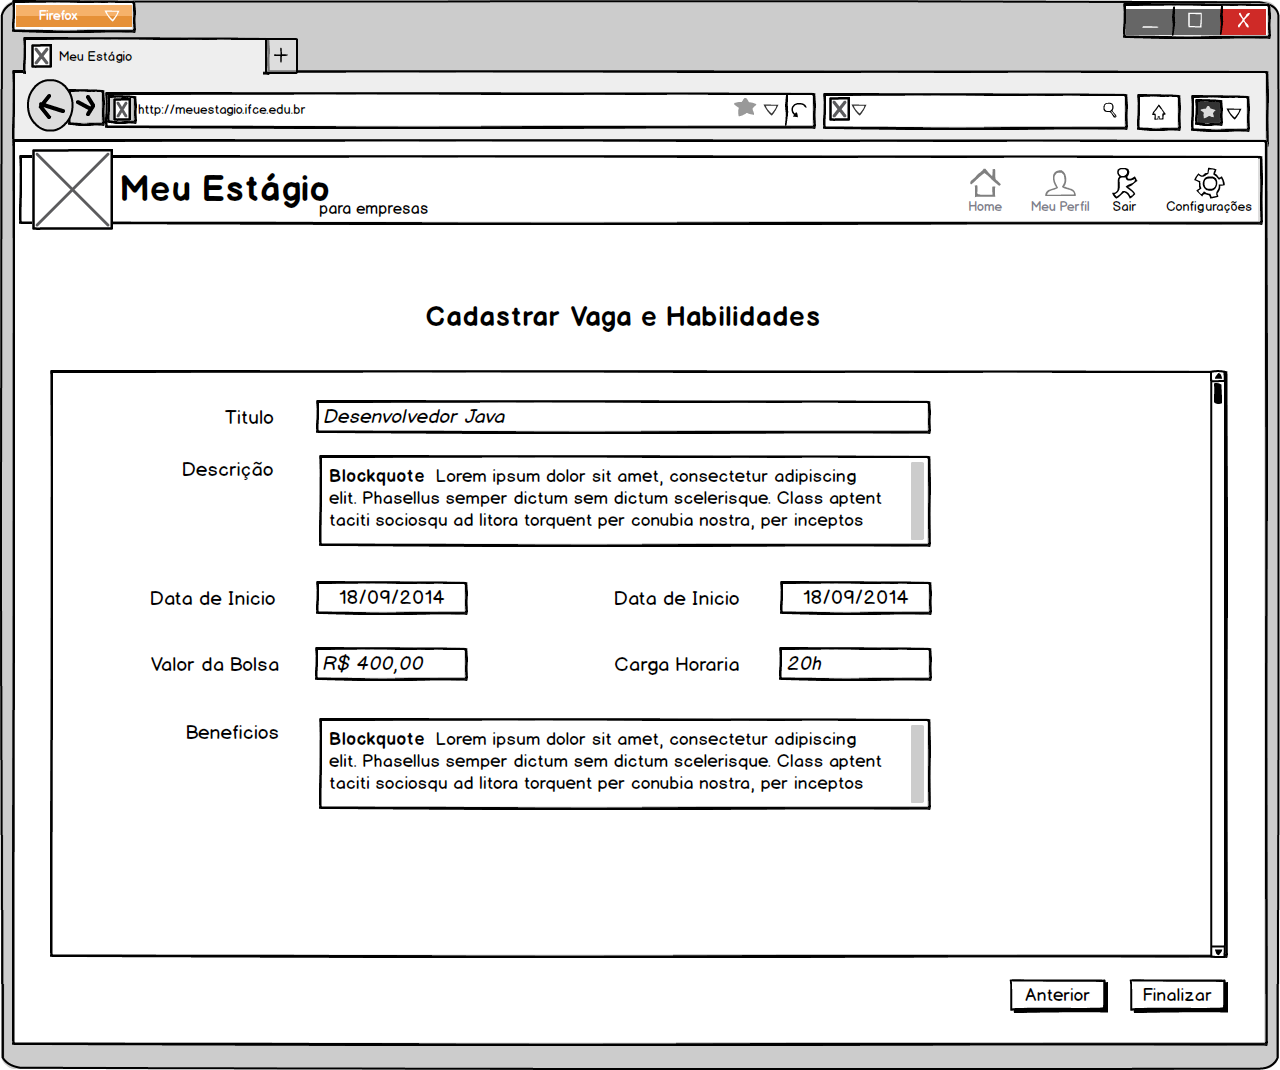 Firefox
Meu Estágio
http://meuestagio.ifce.edu.br
Meu Estágio
para empresas
Home
Meu Perfil
Sair
Configurações
Cadastrar Vaga e Habilidades
Titulo
Desenvolvedor Java
Descrição
Blockquote Lorem ipsum dolor sit amet, consectetur adipiscing
elit. Phasellus semper dictum sem dictum scelerisque. Class aptent
taciti sociosqu ad litora torquent per conubia nostra, per inceptos
Data de Inicio
18/09/2014
Data de Inicio
18/09/2014
Valor da Bolsa
R$ 400,00
Carga Horaria
20h
Beneficios
Blockquote Lorem ipsum dolor sit amet, consectetur adipiscing
elit. Phasellus semper dictum sem dictum scelerisque. Class aptent
taciti sociosqu ad litora torquent per conubia nostra, per inceptos
Anterior
Finalizar